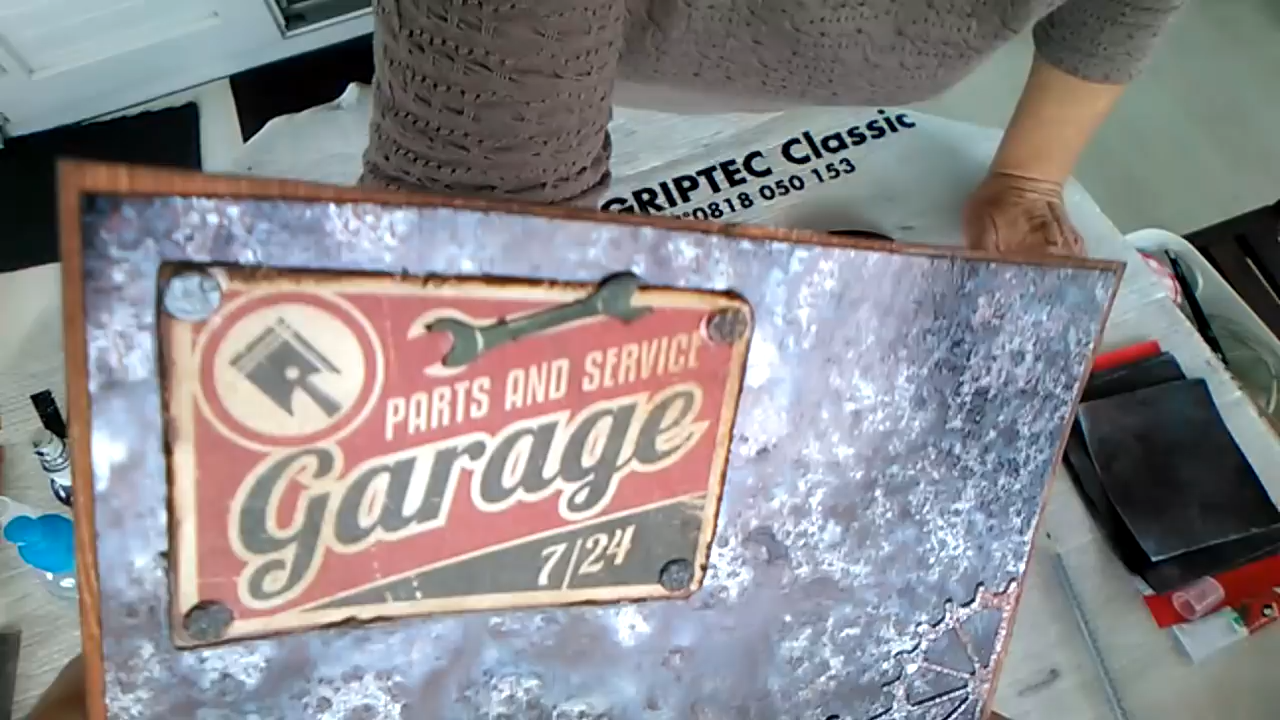 GRIPTEC Classic
0818 050 153
PARTS AND SERVICE
Garage
7/24